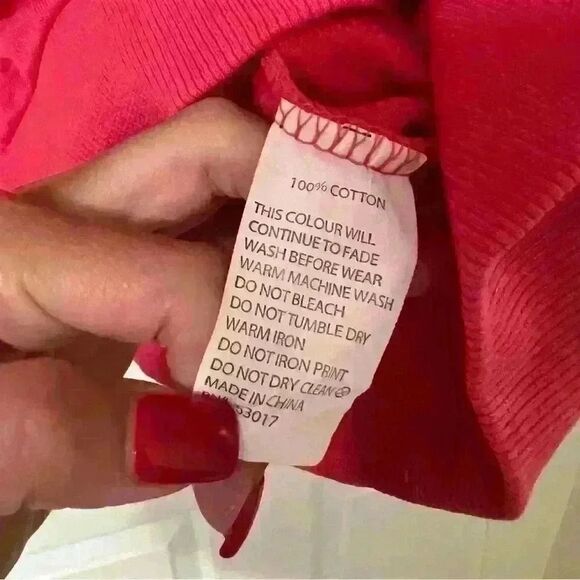 100% COTTON
THIS COLOUR WILL
CONTINUE TO FADE
WASH BEFORE WEAR
WARM MACHINE WASH
DO NOT BLEACH
DO NOT TUMBLE DRY
WARM IRON
DO NOT IRON PRINT
DO NOT DRY CLEAN
MADE IN CHINA